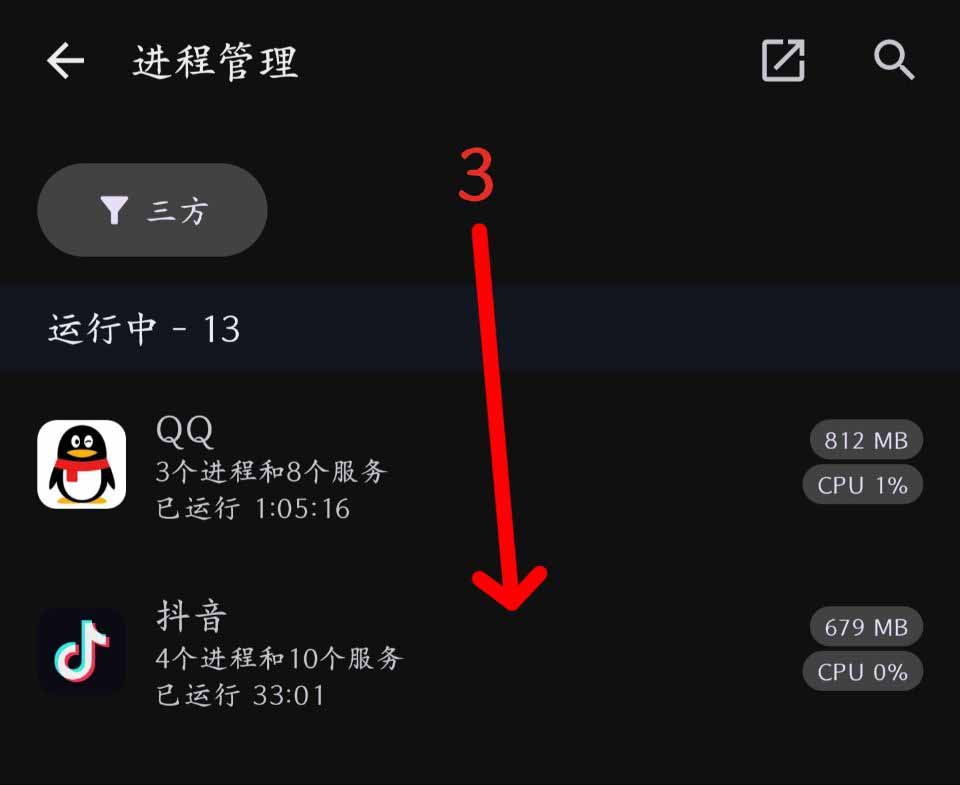 进程管理
3
三方
运行中 - 13
QQ
3个进程和8个服务
已运行 1:05:16
812 MB
CPU 1%
抖音
4个进程和10个服务
已运行 33:01
679 MB
CPU 0%